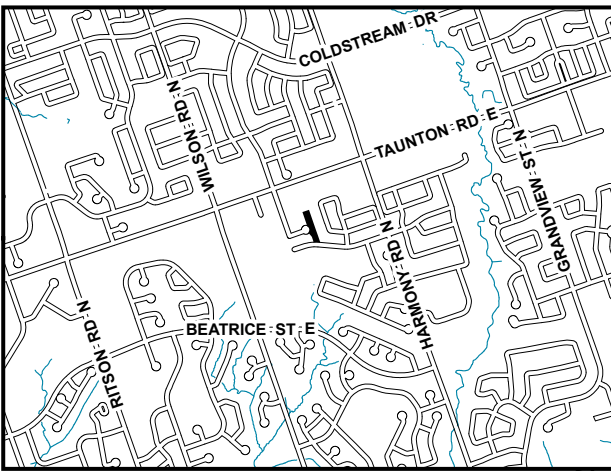 COLDSTREAM DR
WILSON RD N
TAUNTON RD E
GRANDVIEW ST N
HARMONY RD N
BEATRICE ST E
RITSON RD N